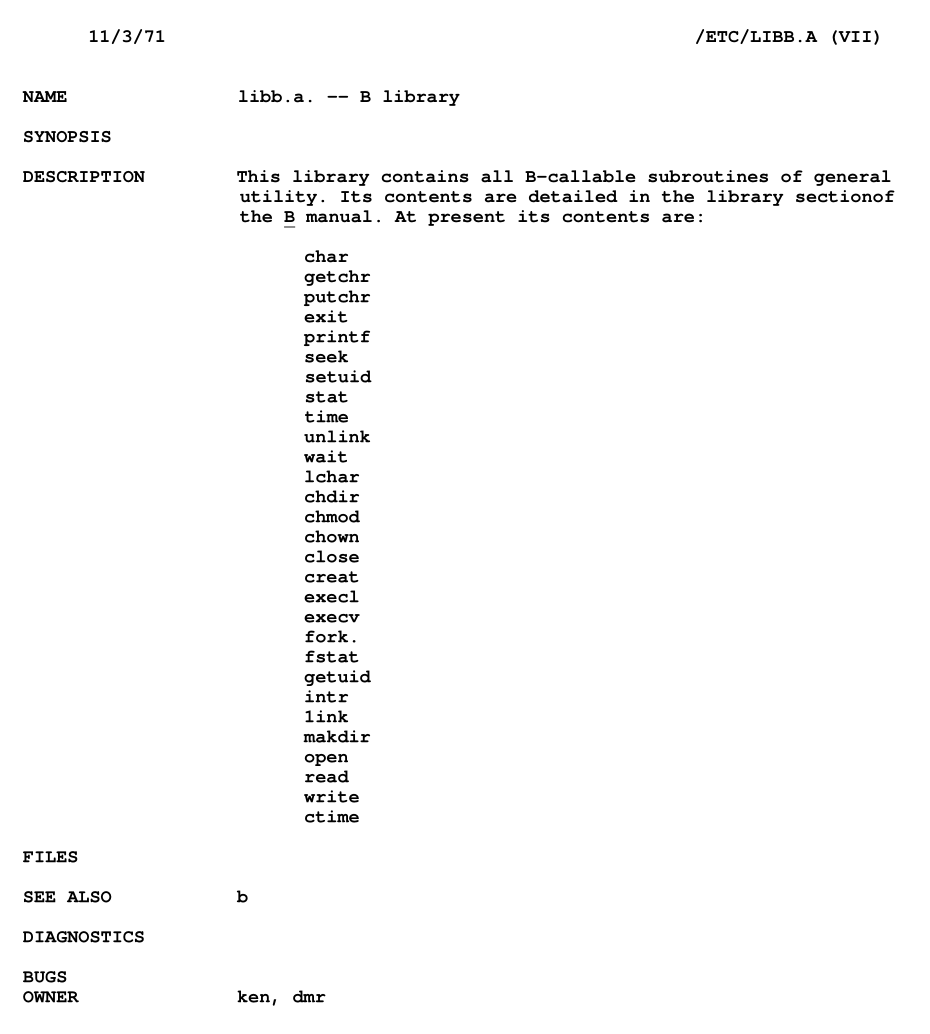 11/3/71 /ETC/LIBB.A (VII)
NAME libb.a. -- B library
SYNOPSIS
DESCRIPTION This library contains all B-callable subroutines of general
utility. Its contents are detailed in the library sectionof
the B manual. At present its contents are:
char
getchr
putchr
exit
printf
seek
setuid
stat
time
unlink
wait
lchar
chdir
chmod
chown
close
creat
execl
execv
fork.
fstat
getuid
intr
1ink
makdir
open
read
write
ctime
FILES
SEE ALSO b
DIAGNOSTICS
BUGS
OWNER ken, dmr